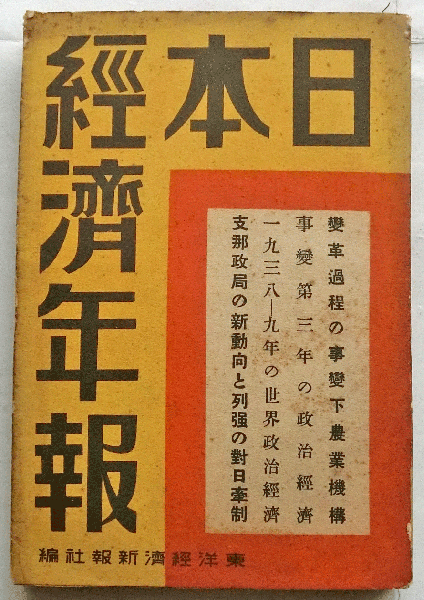 日本
經濟年報
變革過程の事變下農業機構
事變第三年の政治經濟
一九三八―九年の世界政治經濟
支那政局の新動向と列强の對日牽制
東洋經濟新報社編